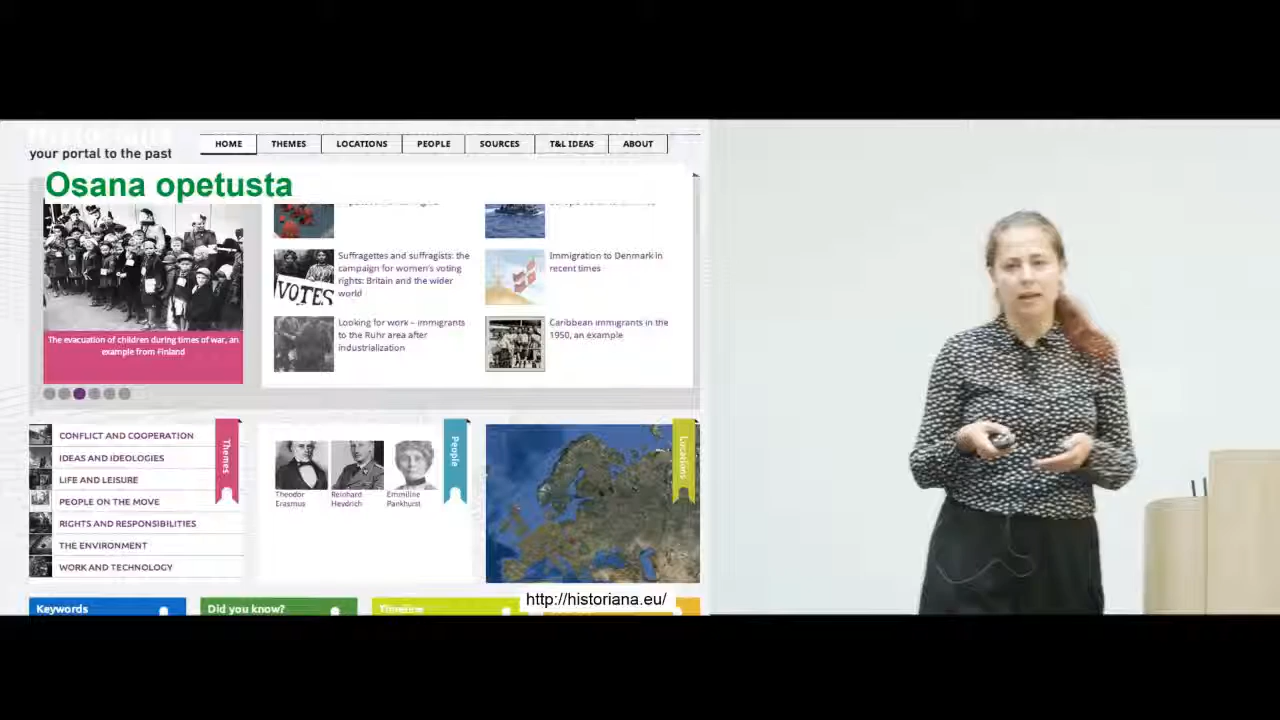 your portal to the past
HOME THEMES LOCATIONS PEOPLE SOURCES T&L IDEAS ABOUT
Osana opetusta
The evacuation of children during times of war, an
example from Finland
Suffragettes and suffragists: the
campaign for women's voting
rights: Britain and the wider
world
VOTES
Looking for work – immigrants
to the Ruhr area after
industrialization
Immigration to Denmark in
recent times
Caribbean immigrants in the
1950, an example
CONFLICT AND COOPERATION
IDEAS AND IDEOLOGIES
LIFE AND LEISURE
PEOPLE ON THE MOVE
RIGHTS AND RESPONSIBILITIES
THE ENVIRONMENT
WORK AND TECHNOLOGY
Themes
Theodor
Erasmus
Reinhard
Heydrich
Emmiline
Pankhurst
People
Locations
http://historiana.eu/
Keywords
Did you know?
Timeline